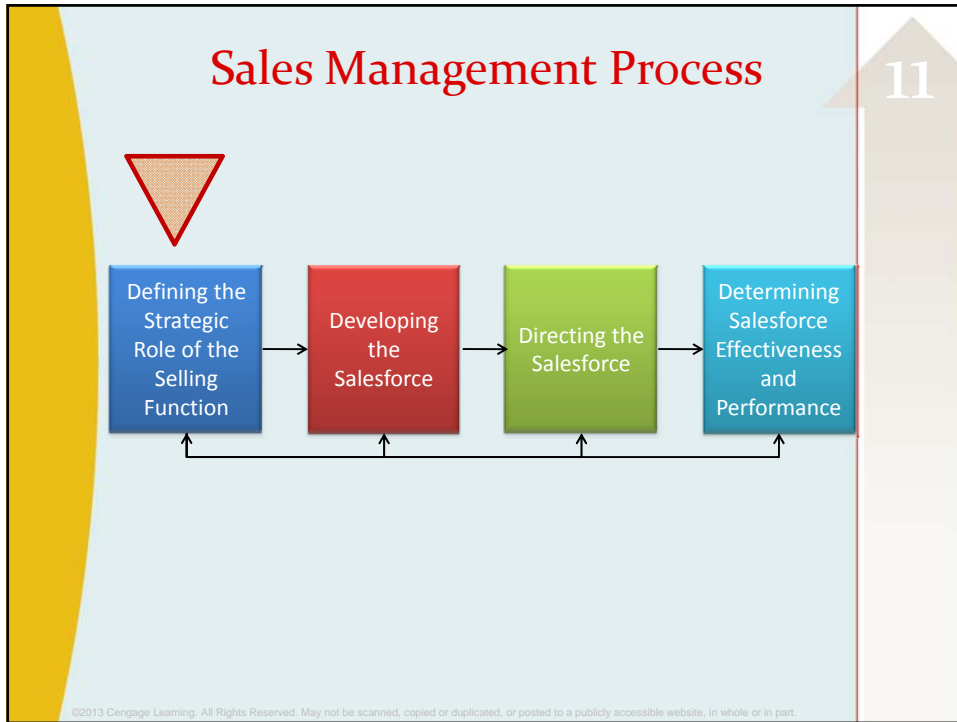 Sales Management Process
11
Defining the
Strategic
Role of the
Selling
Function
Developing
the
Salesforce
Directing the
Salesforce
Determining
Salesforce
Effectiveness
and
Performance
©2013 Cengage Learning. All Rights Reserved. May not be scanned, copied or duplicated, or posted to a publicly accessible website, in whole or in part.